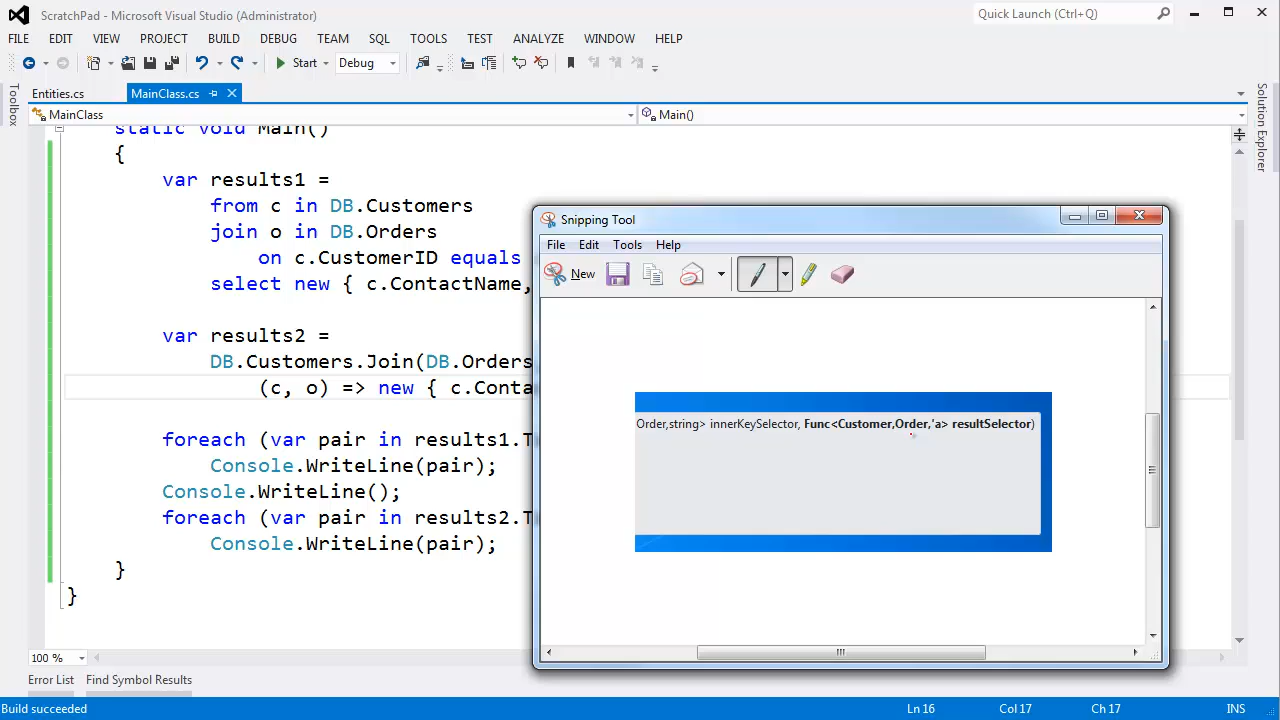 ScratchPad - Microsoft Visual Studio (Administrator)
Quick Launch (Ctrl+Q)
FILE EDIT VIEW PROJECT BUILD DEBUG TEAM SQL TOOLS TEST ANALYZE WINDOW HELP
Start Debug
Toolbox
Entities.cs MainClass.cs
Solution Explorer
MainClass Main()
static void Main()
{
var results1 =
from c in DB.Customers
join o in DB.Orders
on c.CustomerID equals
select new { c.ContactName,
var results2 =
DB.Customers.Join(DB.Orders
(c, o) => new { c.Conta
foreach (var pair in results1.T
Console.WriteLine(pair);
Console.WriteLine();
foreach (var pair in results2.T
Console.WriteLine(pair);
}
}
Snipping Tool
File Edit Tools Help
New
Order,string> innerKeySelector, Func<Customer,Order,'a> resultSelector)
100 %
Error List Find Symbol Results
Build succeeded Ln 16 Col 17 Ch 17 INS